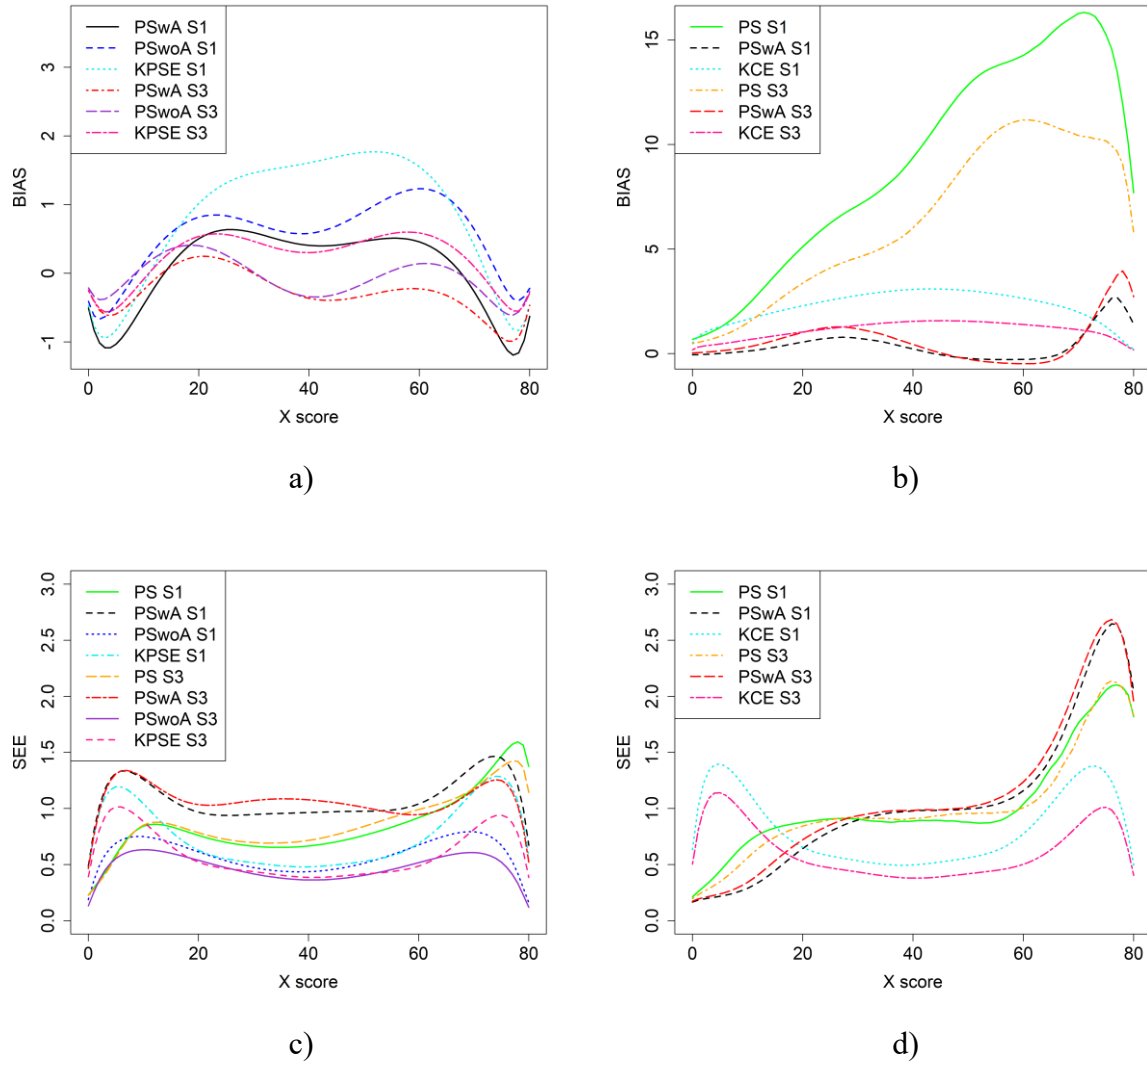 PSwA S1
PSwoA S1
KPSE S1
PSwA S3
PSwoA S3
KPSE S3
BIAS
3
2
1
0
-1
0 20 40 60 80
X score
a)
PS S1
PSwA S1
KCE S1
PS S3
PSwA S3
KCE S3
BIAS
15
10
5
0
0 20 40 60 80
X score
b)
PS S1
PSwA S1
PSwoA S1
KPSE S1
PS S3
PSwA S3
PSwoA S3
KPSE S3
SEE
3.0
2.5
2.0
1.5
1.0
0.5
0.0
0 20 40 60 80
X score
c)
PS S1
PSwA S1
KCE S1
PS S3
PSwA S3
KCE S3
SEE
3.0
2.5
2.0
1.5
1.0
0.5
0.0
0 20 40 60 80
X score
d)